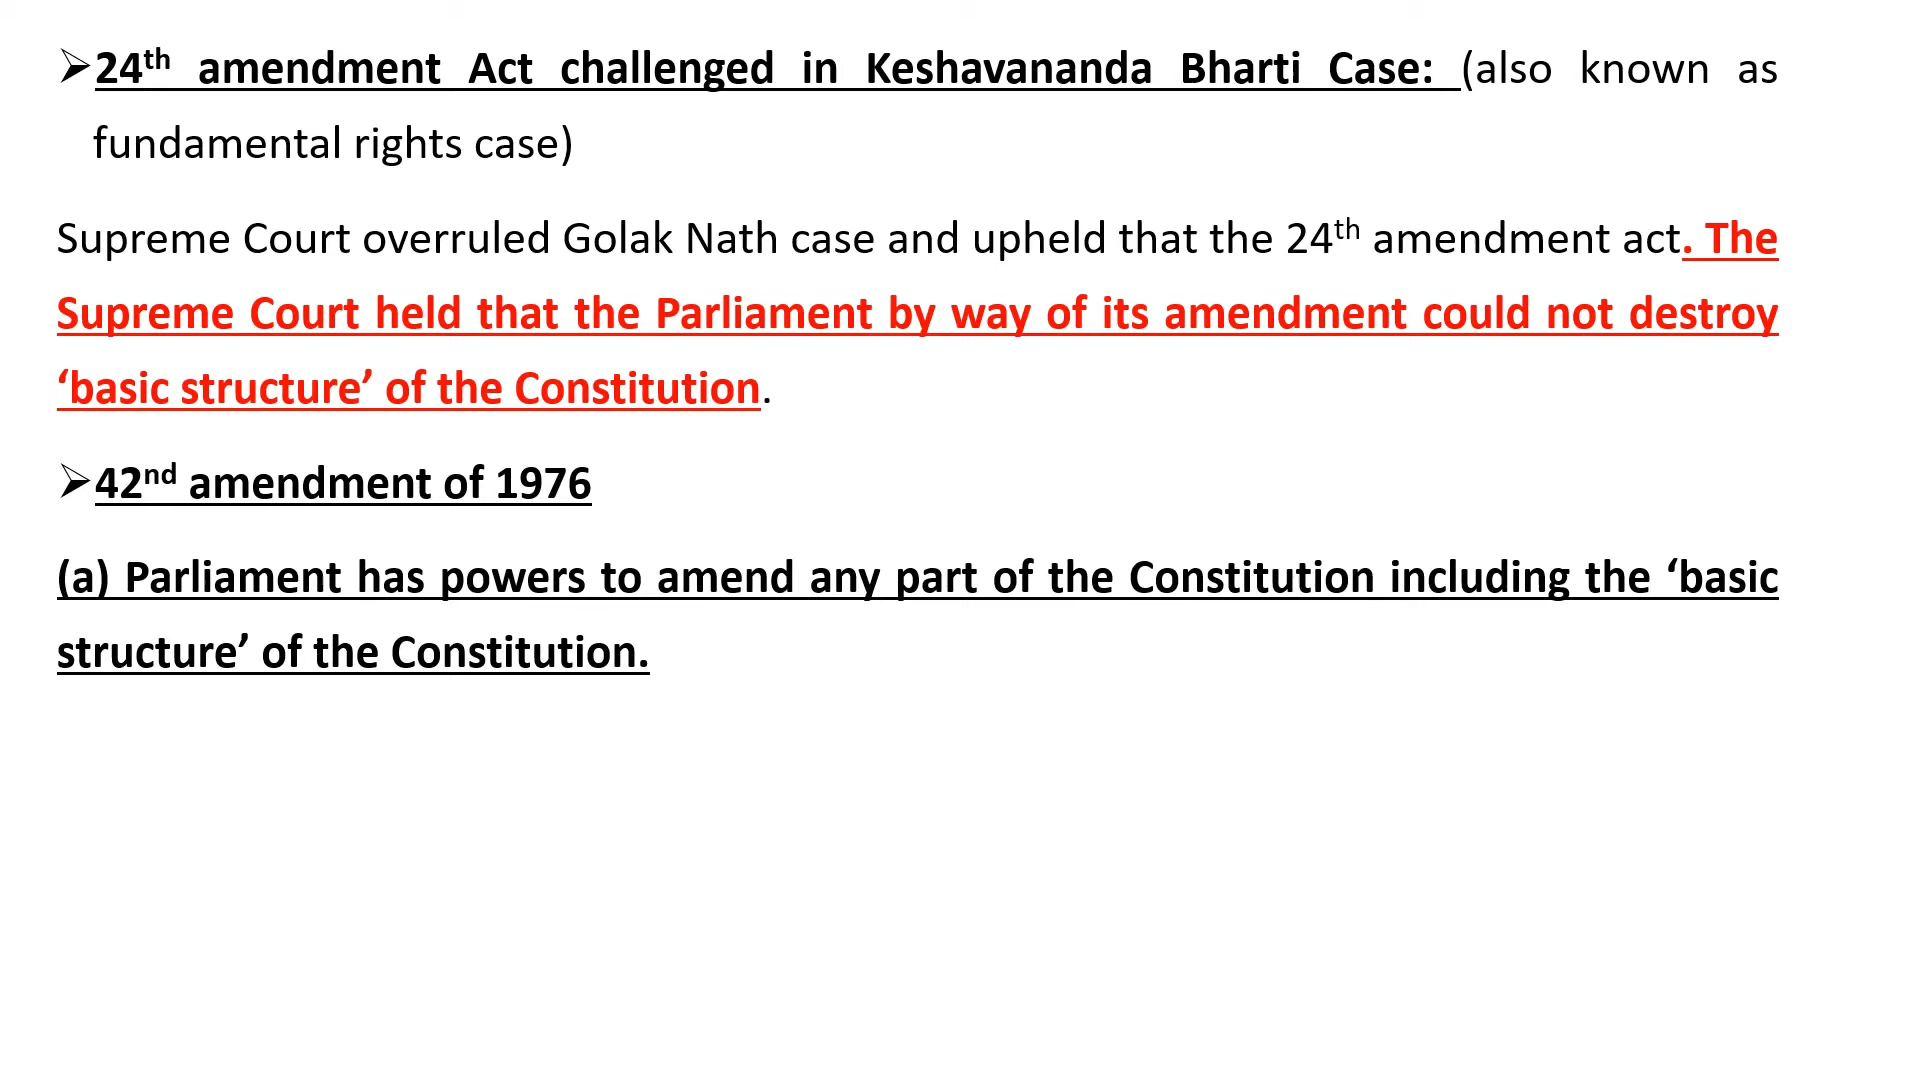 ➢24th amendment Act challenged in Keshavananda Bharti Case: (also known as
fundamental rights case)
Supreme Court overruled Golak Nath case and upheld that the 24th amendment act. The
Supreme Court held that the Parliament by way of its amendment could not destroy
‘basic structure’ of the Constitution.
➢42nd amendment of 1976
(a) Parliament has powers to amend any part of the Constitution including the ‘basic
structure’ of the Constitution.